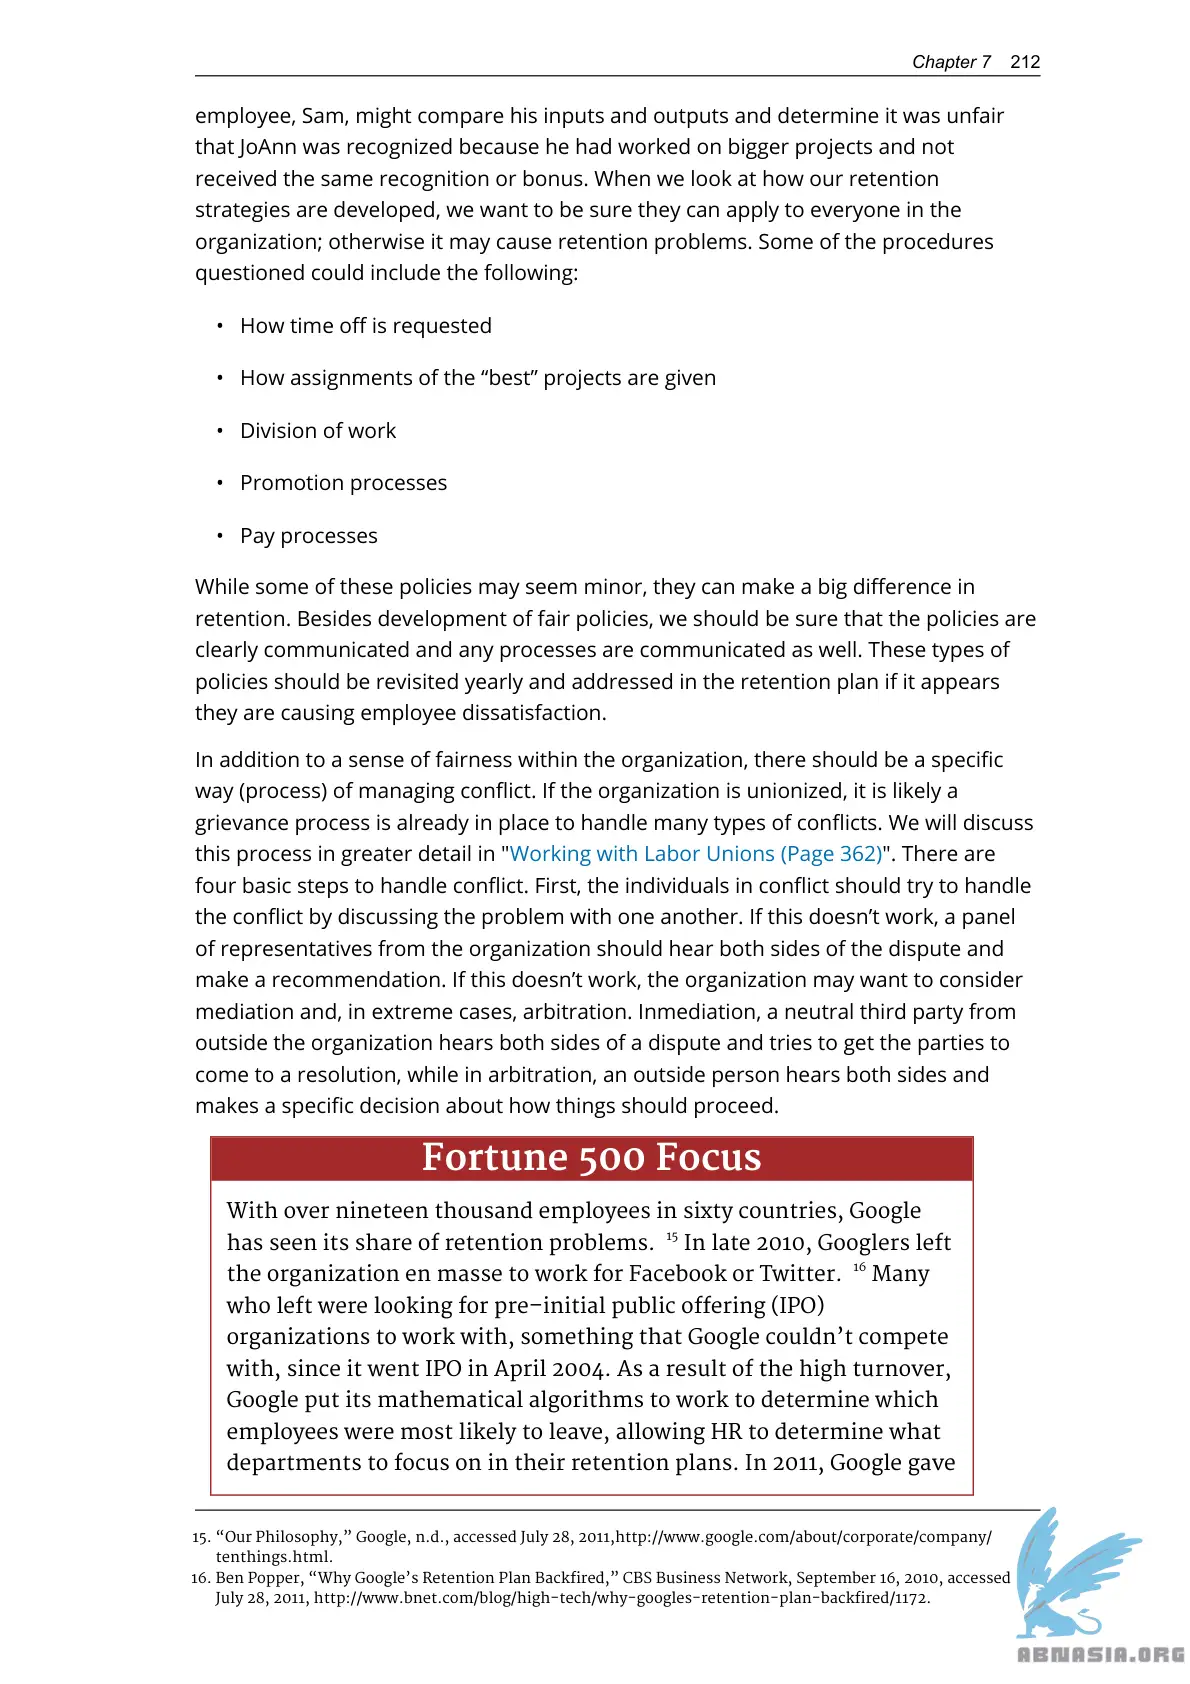 Chapter 7 212
employee, Sam, might compare his inputs and outputs and determine it was unfair
that JoAnn was recognized because he had worked on bigger projects and not
received the same recognition or bonus. When we look at how our retention
strategies are developed, we want to be sure they can apply to everyone in the
organization; otherwise it may cause retention problems. Some of the procedures
questioned could include the following:
• How time off is requested
• How assignments of the “best” projects are given
• Division of work
• Promotion processes
• Pay processes
While some of these policies may seem minor, they can make a big difference in
retention. Besides development of fair policies, we should be sure that the policies are
clearly communicated and any processes are communicated as well. These types of
policies should be revisited yearly and addressed in the retention plan if it appears
they are causing employee dissatisfaction.
In addition to a sense of fairness within the organization, there should be a specific
way (process) of managing conflict. If the organization is unionized, it is likely a
grievance process is already in place to handle many types of conflicts. We will discuss
this process in greater detail in "Working with Labor Unions (Page 362)". There are
four basic steps to handle conflict. First, the individuals in conflict should try to handle
the conflict by discussing the problem with one another. If this doesn’t work, a panel
of representatives from the organization should hear both sides of the dispute and
make a recommendation. If this doesn’t work, the organization may want to consider
mediation and, in extreme cases, arbitration. Inmediation, a neutral third party from
outside the organization hears both sides of a dispute and tries to get the parties to
come to a resolution, while in arbitration, an outside person hears both sides and
makes a specific decision about how things should proceed.
Fortune 500 Focus
With over nineteen thousand employees in sixty countries, Google
has seen its share of retention problems. 15 In late 2010, Googlers left
the organization en masse to work for Facebook or Twitter. 16 Many
who left were looking for pre–initial public offering (IPO)
organizations to work with, something that Google couldn’t compete
with, since it went IPO in April 2004. As a result of the high turnover,
Google put its mathematical algorithms to work to determine which
employees were most likely to leave, allowing HR to determine what
departments to focus on in their retention plans. In 2011, Google gave
15. “Our Philosophy,” Google, n.d., accessed July 28, 2011,http://www.google.com/about/corporate/company/
tenthings.html.
16. Ben Popper, “Why Google’s Retention Plan Backfired,” CBS Business Network, September 16, 2010, accessed
July 28, 2011, http://www.bnet.com/blog/high-tech/why-googles-retention-plan-backfired/1172.
ABNASIA.ORG